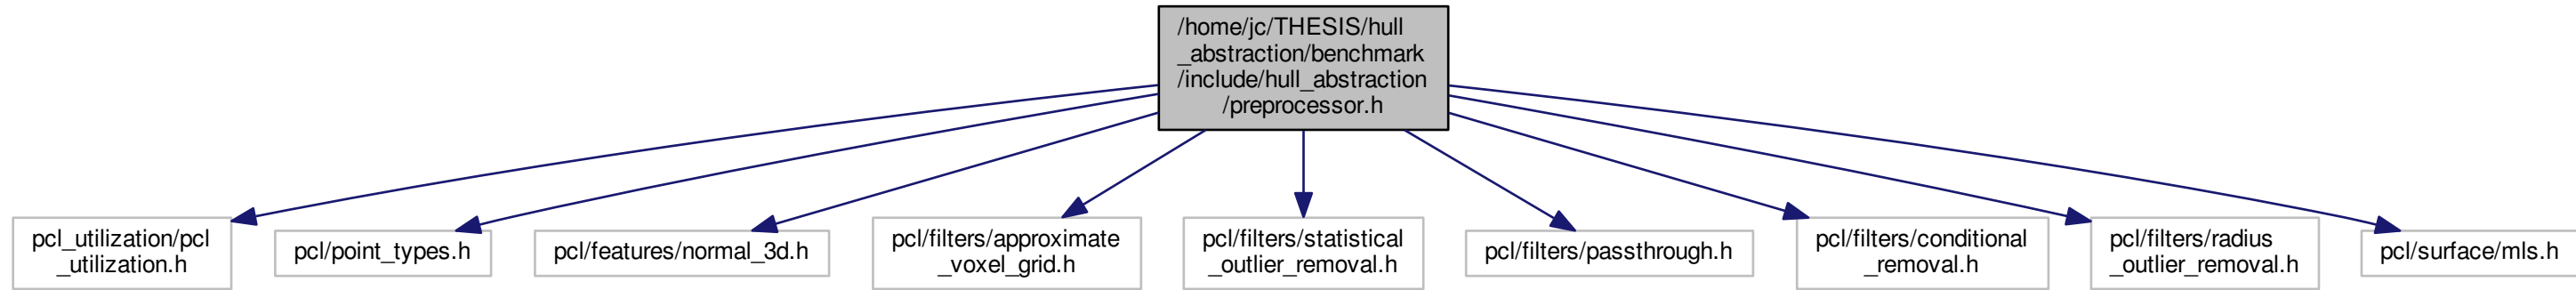 /home/jc/THESIS/hull
_abstraction/benchmark
/include/hull_abstraction
/preprocessor.h
pcl_utilization/pcl
_utilization.h
pcl/point_types.h
pcl/features/normal_3d.h
pcl/filters/approximate
_voxel_grid.h
pcl/filters/statistical
_outlier_removal.h
pcl/filters/passthrough.h
pcl/filters/conditional
_removal.h
pcl/filters/radius
_outlier_removal.h
pcl/surface/mls.h